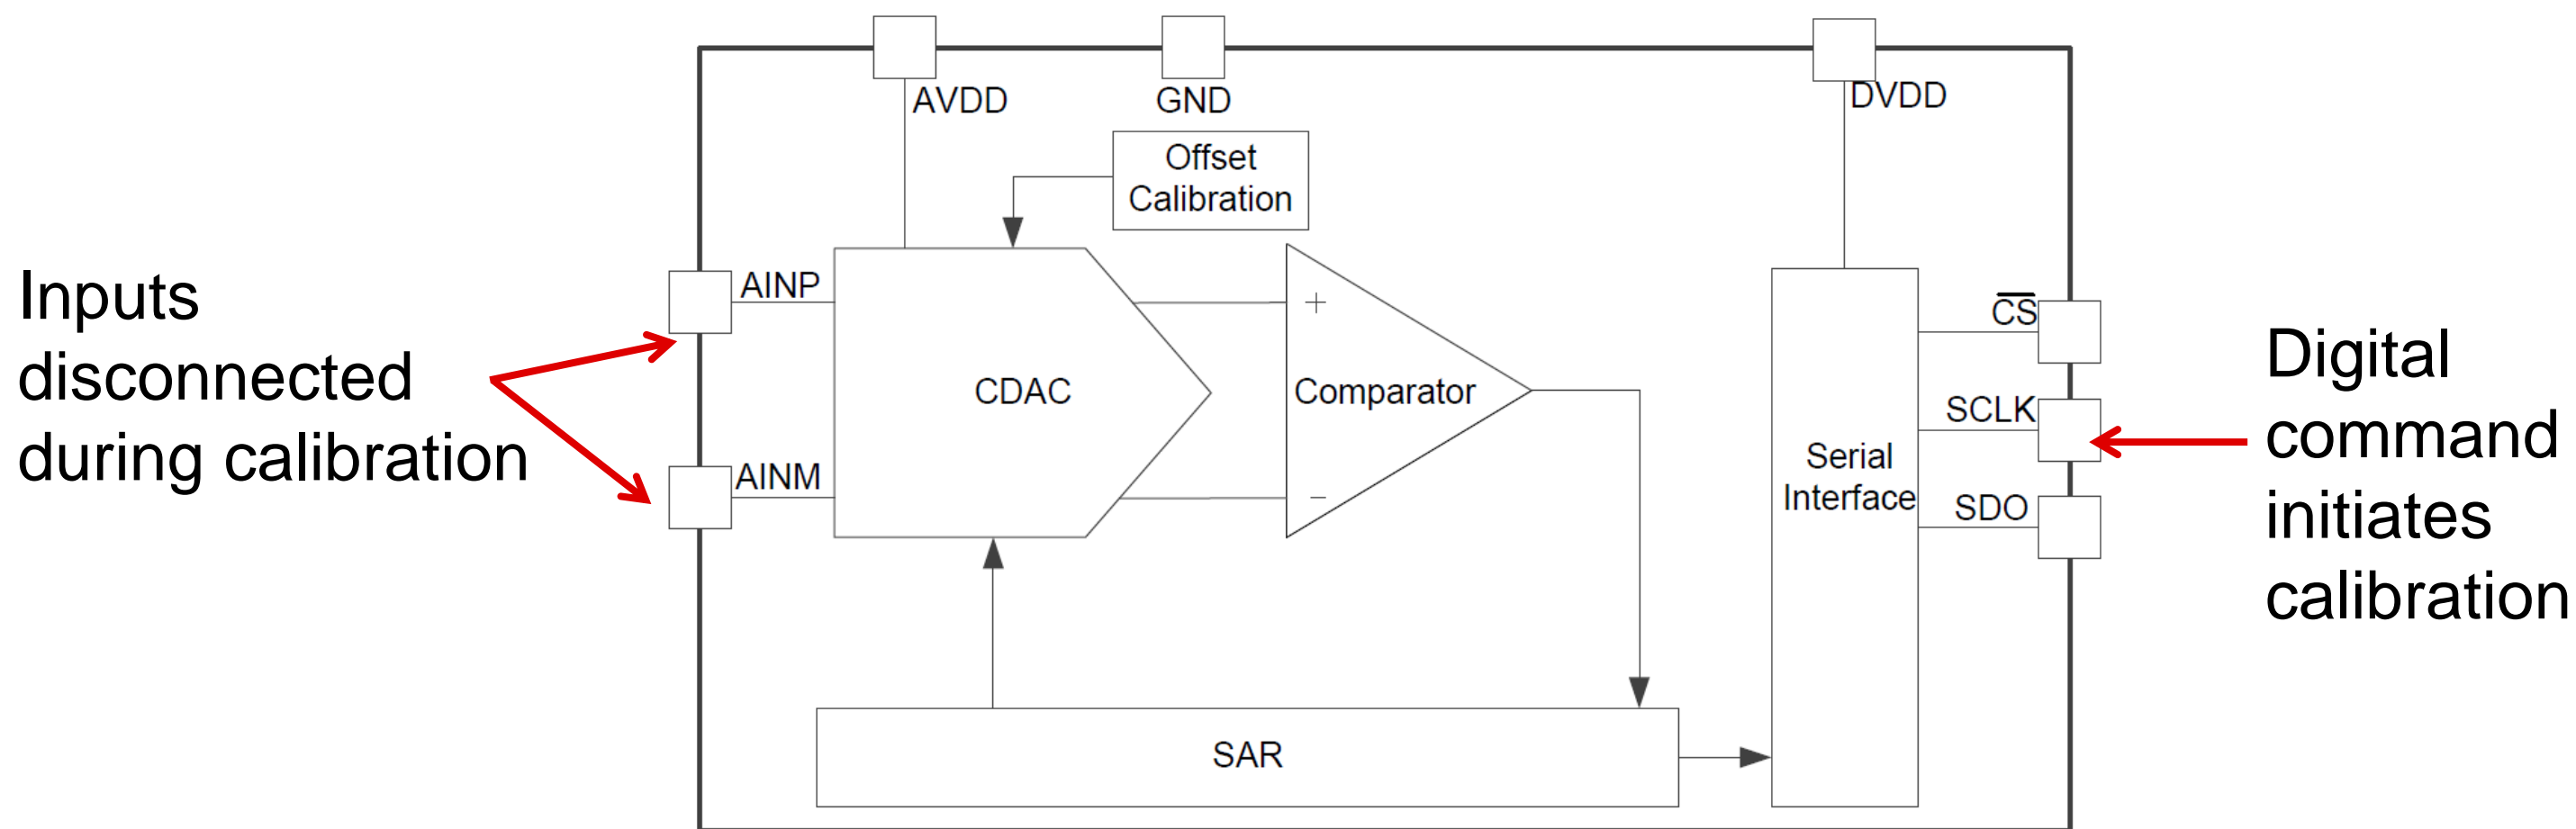 AVDD
GND
DVDD
Offset
Calibration
Inputs
disconnected
during calibration
AINP
AINM
CDAC
+
Comparator
−
Serial
Interface
C̅S̅
SCLK
SDO
Digital
command
initiates
calibration
SAR